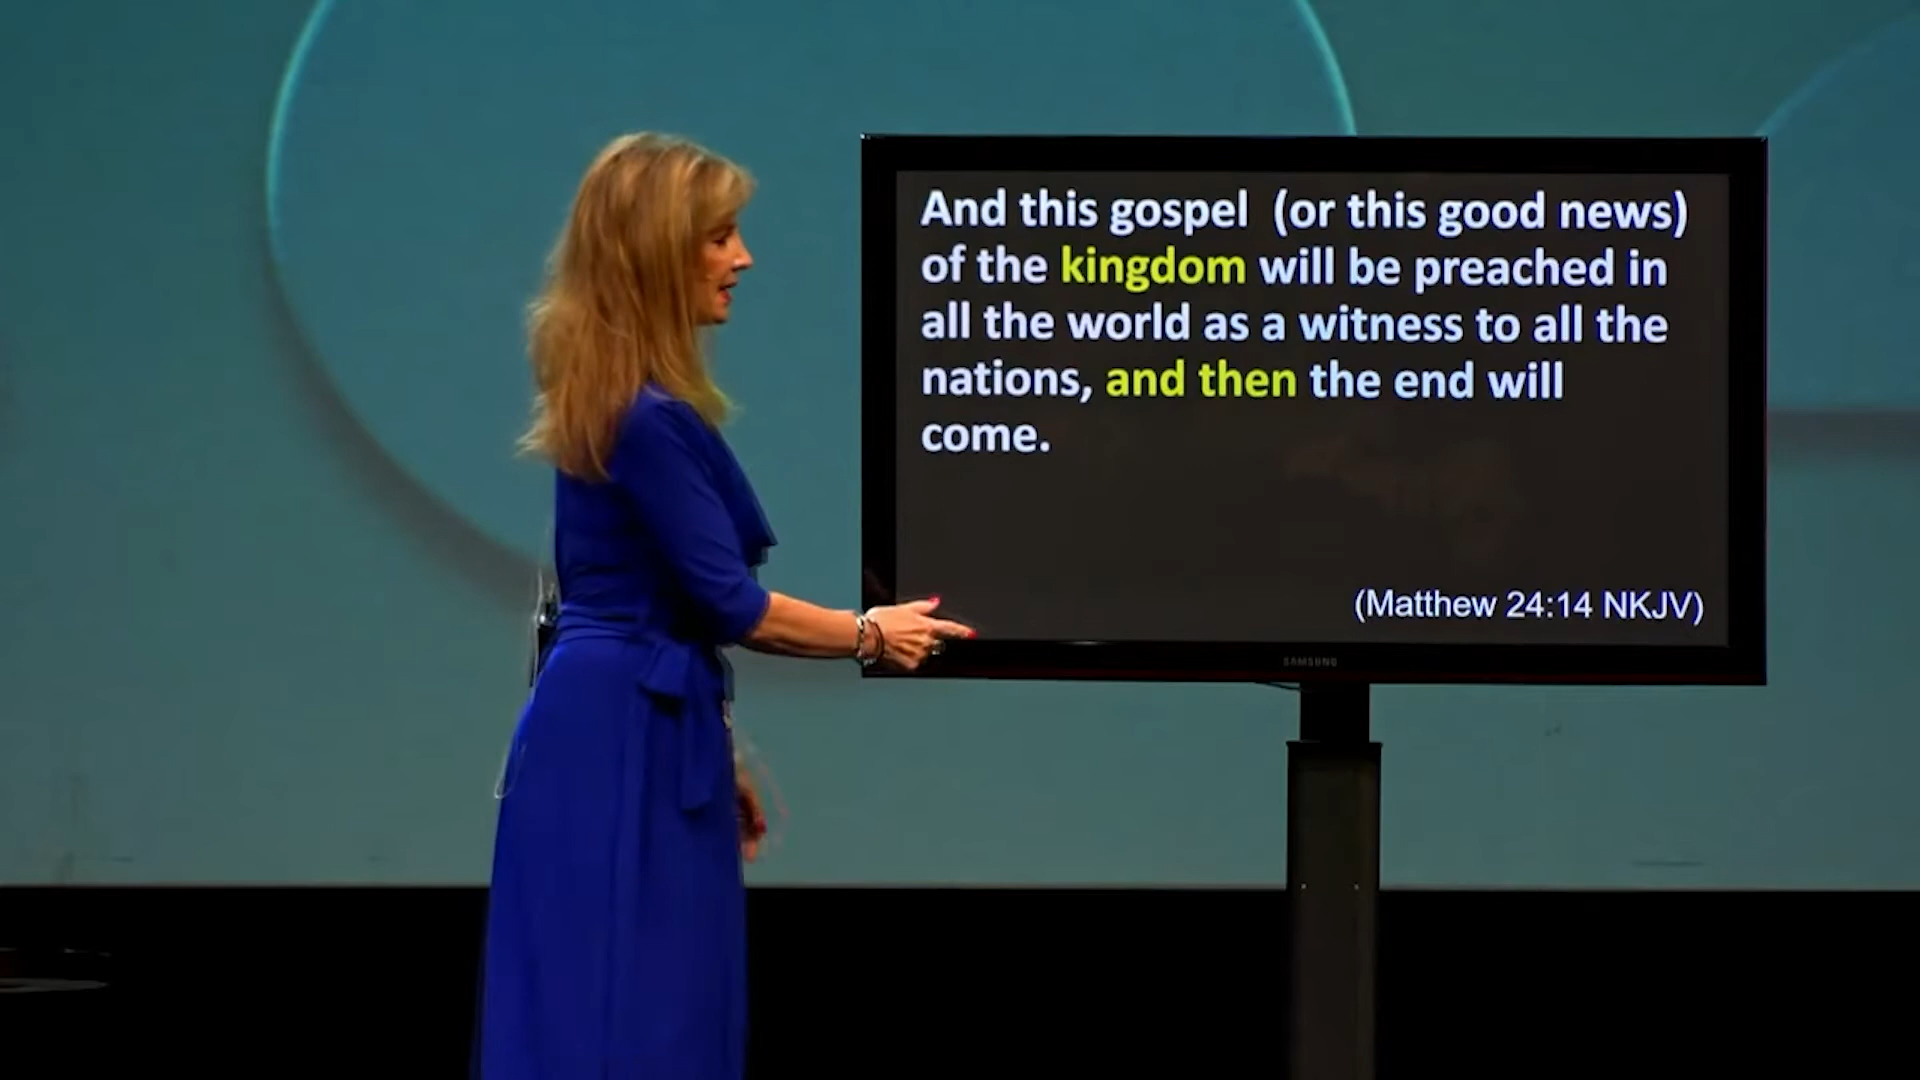 And this gospel (or this good news)
of the kingdom will be preached in
all the world as a witness to all the
nations, and then the end will
come.
(Matthew 24:14 NKJV)
SAMSUNG